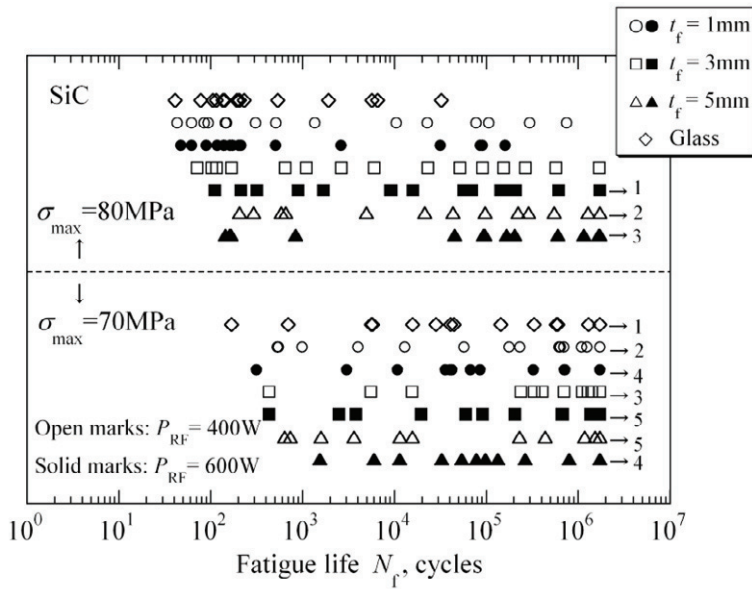 ○● t_f = 1mm
□■ t_f = 3mm
△▲ t_f = 5mm
◇ Glass
SiC
→ 1
σ_max =80MPa → 2
→ 3
↑
↓
σ_max =70MPa → 1
→ 2
→ 4
→ 3
Open marks: P_RF = 400W → 5
→ 5
Solid marks: P_RF = 600W → 4
10^0 10^1 10^2 10^3 10^4 10^5 10^6 10^7
Fatigue life N_f, cycles